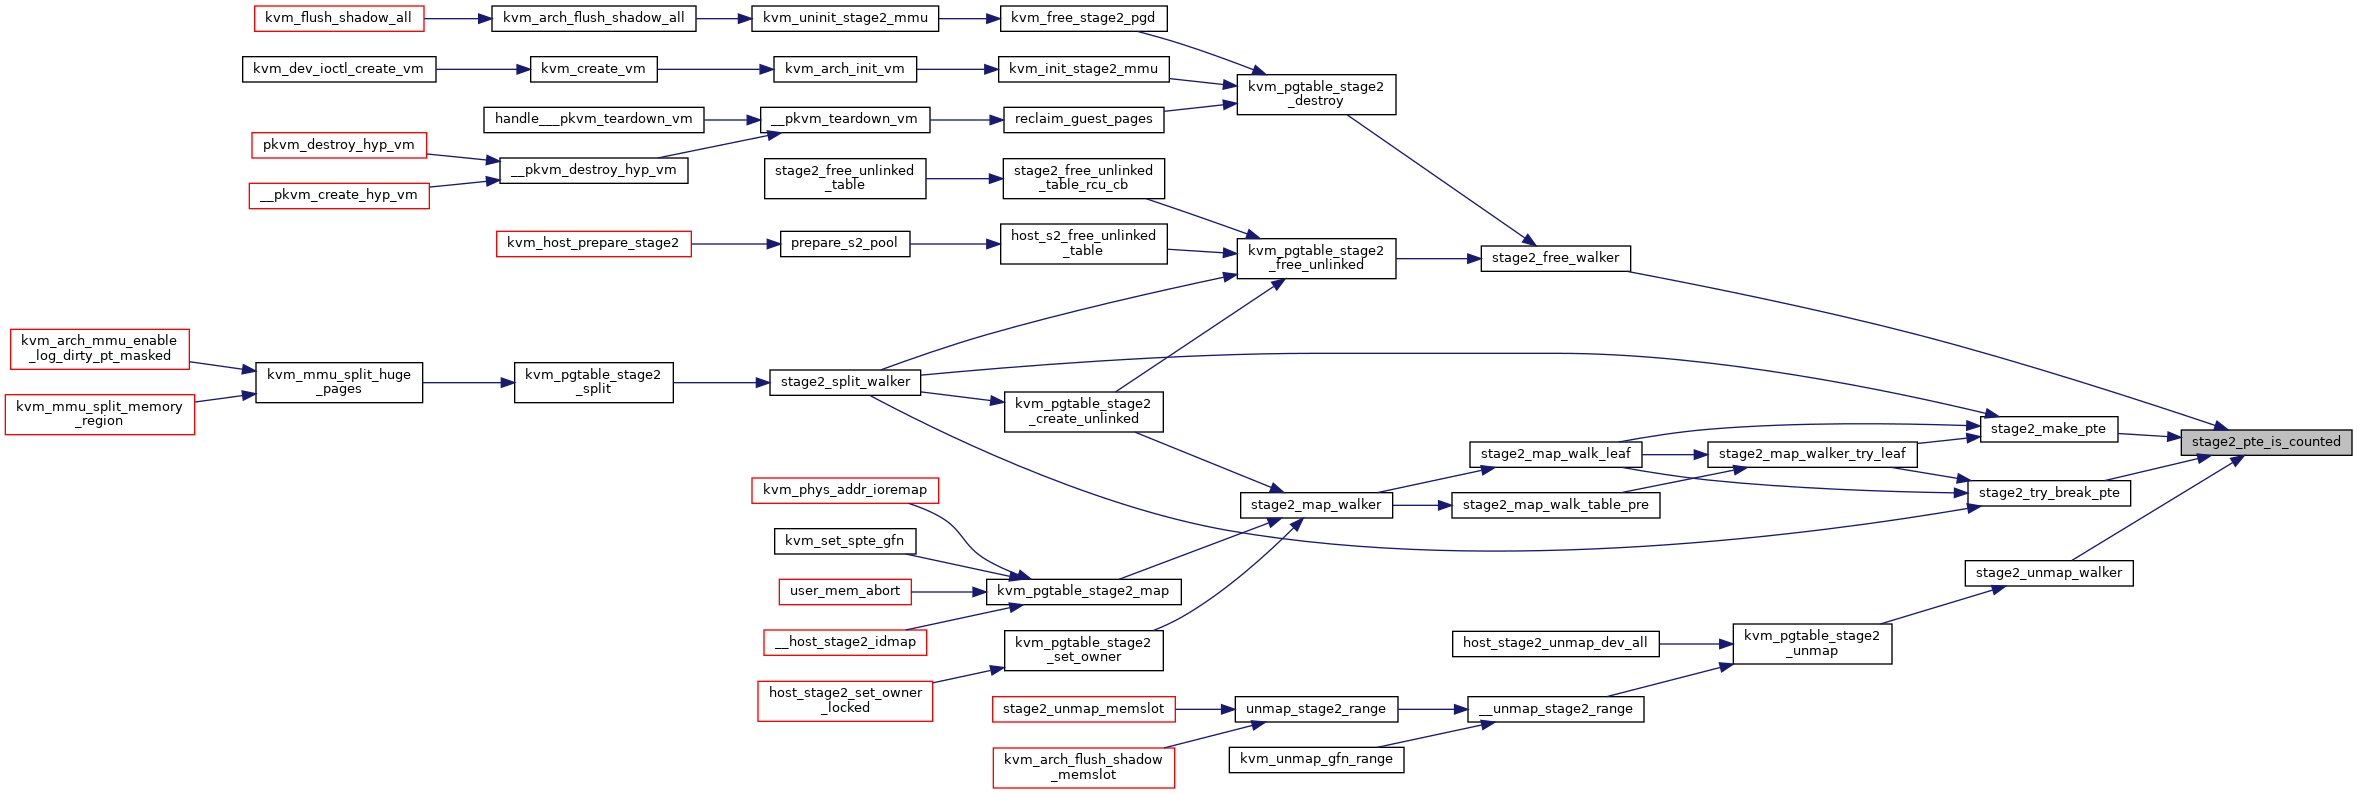 kvm_flush_shadow_all
kvm_arch_flush_shadow_all
kvm_uninit_stage2_mmu
kvm_free_stage2_pgd
kvm_dev_ioctl_create_vm
kvm_create_vm
kvm_arch_init_vm
kvm_init_stage2_mmu
kvm_pgtable_stage2
_destroy
handle___pkvm_teardown_vm
__pkvm_teardown_vm
reclaim_guest_pages
pkvm_destroy_hyp_vm
__pkvm_destroy_hyp_vm
__pkvm_create_hyp_vm
stage2_free_unlinked
_table
stage2_free_unlinked
_table_rcu_cb
kvm_host_prepare_stage2
prepare_s2_pool
host_s2_free_unlinked
_table
kvm_pgtable_stage2
_free_unlinked
stage2_free_walker
kvm_arch_mmu_enable
_log_dirty_pt_masked
kvm_mmu_split_memory
_region
kvm_mmu_split_huge
_pages
kvm_pgtable_stage2
_split
stage2_split_walker
kvm_pgtable_stage2
_create_unlinked
stage2_map_walk_leaf
stage2_map_walker_try_leaf
stage2_make_pte
stage2_pte_is_counted
kvm_phys_addr_ioremap
stage2_map_walker
stage2_map_walk_table_pre
stage2_try_break_pte
kvm_set_spte_gfn
user_mem_abort
kvm_pgtable_stage2_map
stage2_unmap_walker
__host_stage2_idmap
kvm_pgtable_stage2
_set_owner
host_stage2_unmap_dev_all
kvm_pgtable_stage2
_unmap
host_stage2_set_owner
_locked
stage2_unmap_memslot
unmap_stage2_range
__unmap_stage2_range
kvm_arch_flush_shadow
_memslot
kvm_unmap_gfn_range